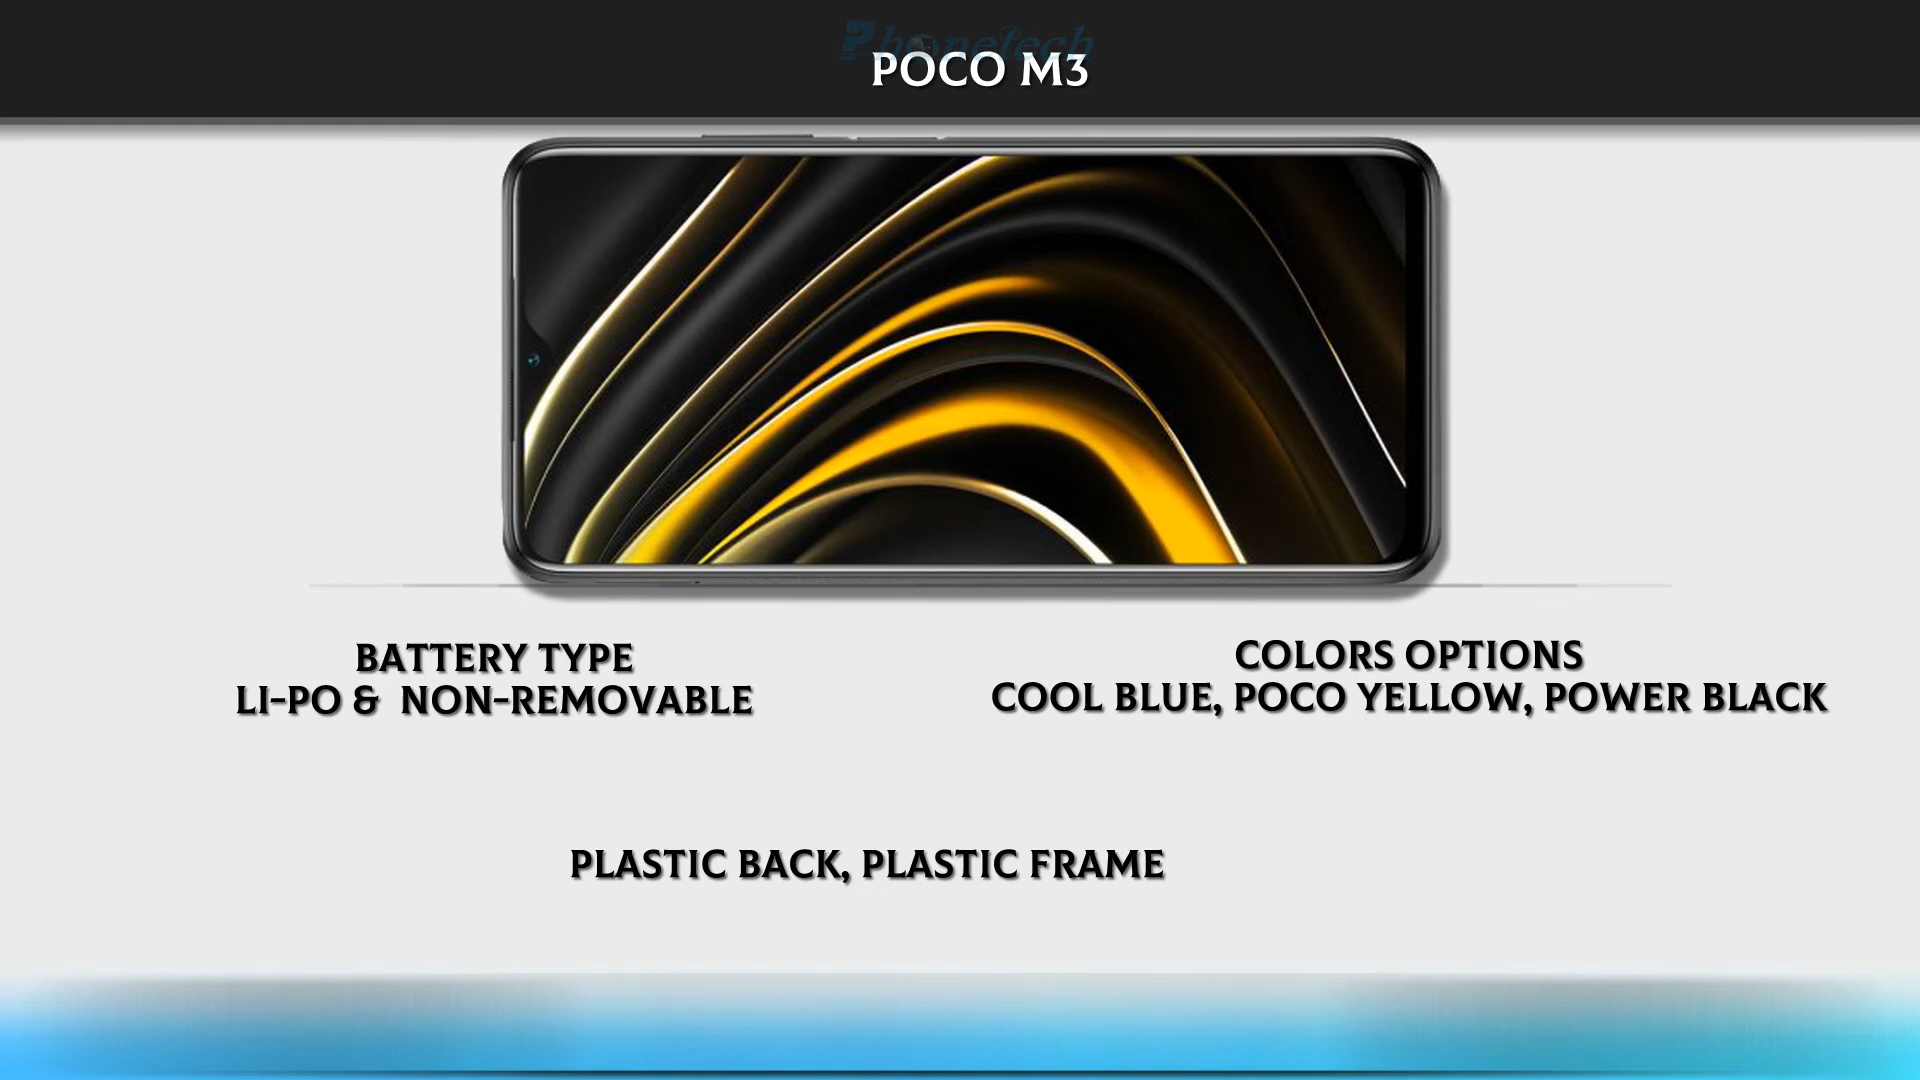 Phonetech
POCO M3
BATTERY TYPE
LI-PO & NON-REMOVABLE
COLORS OPTIONS
COOL BLUE, POCO YELLOW, POWER BLACK
PLASTIC BACK, PLASTIC FRAME